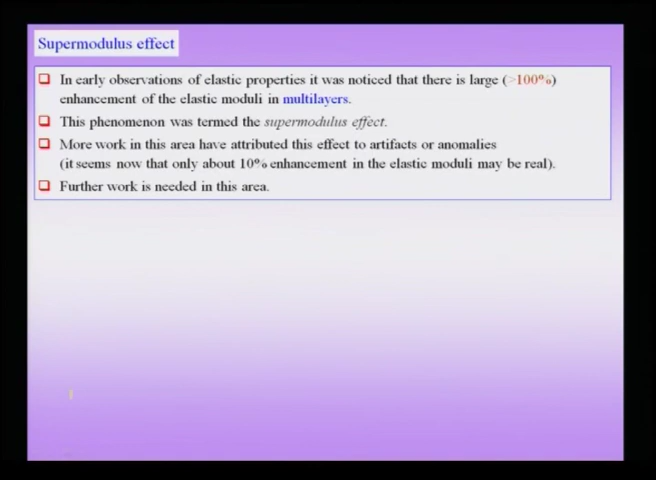 Supermodulus effect
In early observations of elastic properties it was noticed that there is large (>100%)
enhancement of the elastic moduli in multilayers.
This phenomenon was termed the supermodulus effect.
More work in this area have attributed this effect to artifacts or anomalies
(it seems now that only about 10% enhancement in the elastic moduli may be real).
Further work is needed in this area.